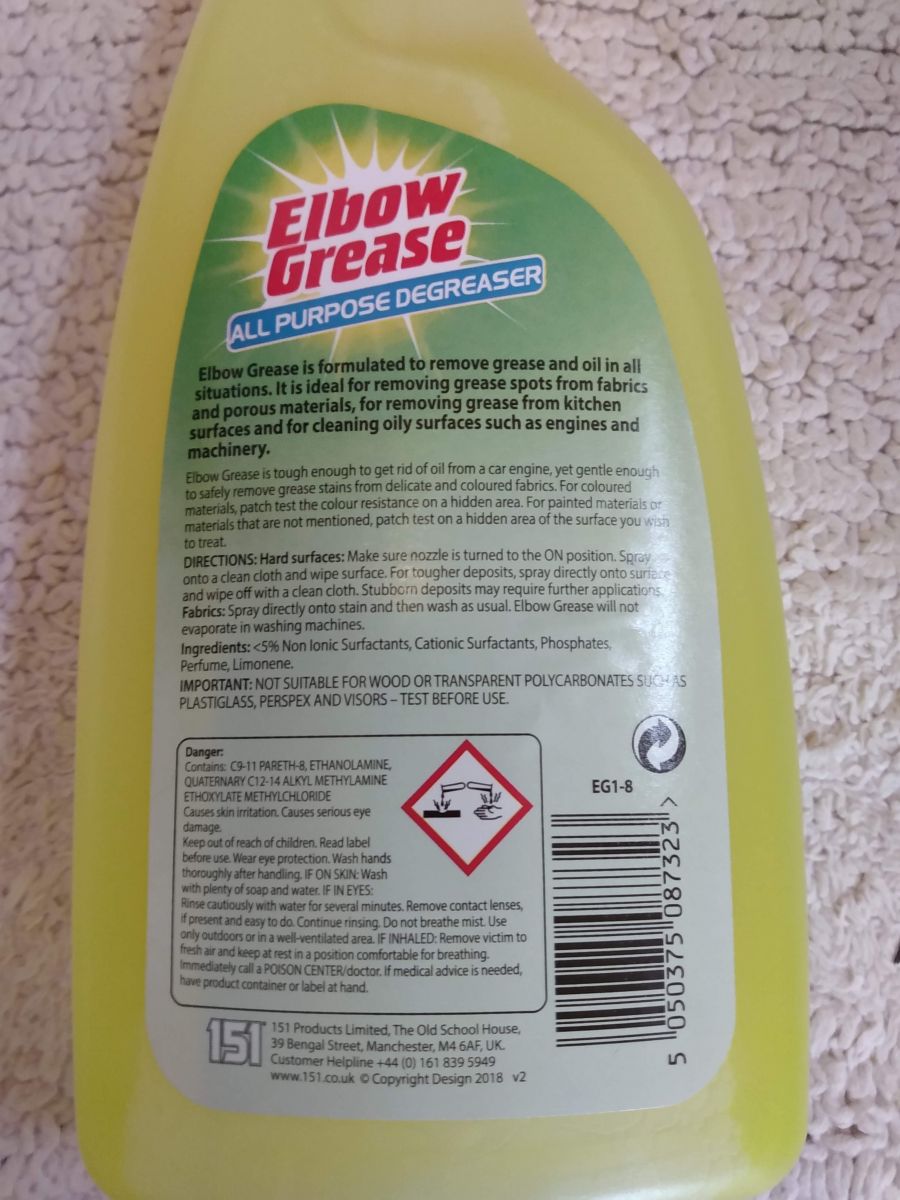 Elbow
Grease
ALL PURPOSE DEGREASER
Elbow Grease is formulated to remove grease and oil in all
situations. It is ideal for removing grease spots from fabrics
and porous materials, for removing grease from kitchen
surfaces and for cleaning oily surfaces such as engines and
machinery.
Elbow Grease is tough enough to get rid of oil from a car engine, yet gentle enough
to safely remove grease stains from delicate and coloured fabrics. For coloured
materials, patch test the colour resistance on a hidden area. For painted materials or
materials that are not mentioned, patch test on a hidden area of the surface you wish
to treat.
DIRECTIONS: Hard surfaces: Make sure nozzle is turned to the ON position. Spray
onto a clean cloth and wipe surface. For tougher deposits, spray directly onto surface
and wipe off with a clean cloth. Stubborn deposits may require further applications.
Fabrics: Spray directly onto stain and then wash as usual. Elbow Grease will not
evaporate in washing machines.
Ingredients: <5% Non Ionic Surfactants, Cationic Surfactants, Phosphates,
Perfume, Limonene.
IMPORTANT: NOT SUITABLE FOR WOOD OR TRANSPARENT POLYCARBONATES SUCH AS
PLASTIGLASS, PERSPEX AND VISORS – TEST BEFORE USE.
Danger:
Contains: C9-11 PARETH-8, ETHANOLAMINE,
QUATERNARY C12-14 ALKYL METHYLAMINE
ETHOXYLATE METHYLCHLORIDE
Causes skin irritation. Causes serious eye
damage.
Keep out of reach of children. Read label
before use. Wear eye protection. Wash hands
thoroughly after handling. IF ON SKIN: Wash
with plenty of soap and water. IF IN EYES:
Rinse cautiously with water for several minutes. Remove contact lenses,
if present and easy to do. Continue rinsing. Do not breathe mist. Use
only outdoors or in a well-ventilated area. IF INHALED: Remove victim to
fresh air and keep at rest in a position comfortable for breathing.
Immediately call a POISON CENTER/doctor. If medical advice is needed,
have product container or label at hand.
EG1-8
5 050375 087323 >
151
151 Products Limited, The Old School House,
39 Bengal Street, Manchester, M4 6AF, UK.
Customer Helpline +44 (0) 161 839 5949
www.151.co.uk © Copyright Design 2018 v2